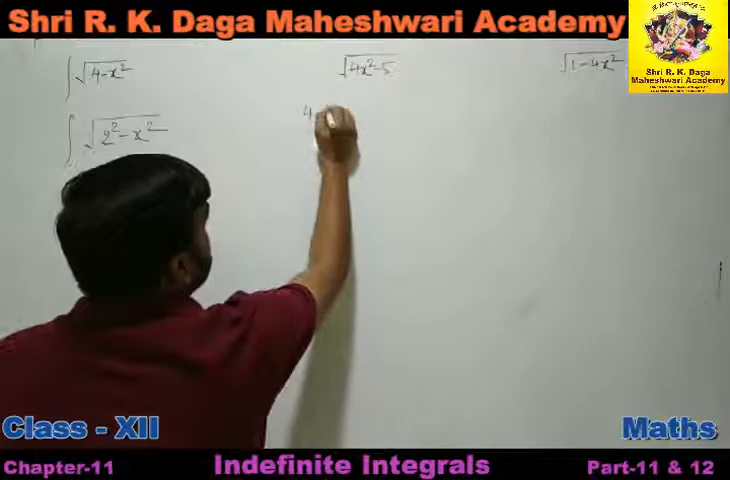 Shri R. K. Daga Maheshwari Academy
Shri R. K. Daga
Maheshwari Academy
∫ √4-x²
√4x²-5
√1-4x²
∫ √2²-x²
4
Class - XII
Maths
Chapter-11
Indefinite Integrals
Part-11 & 12